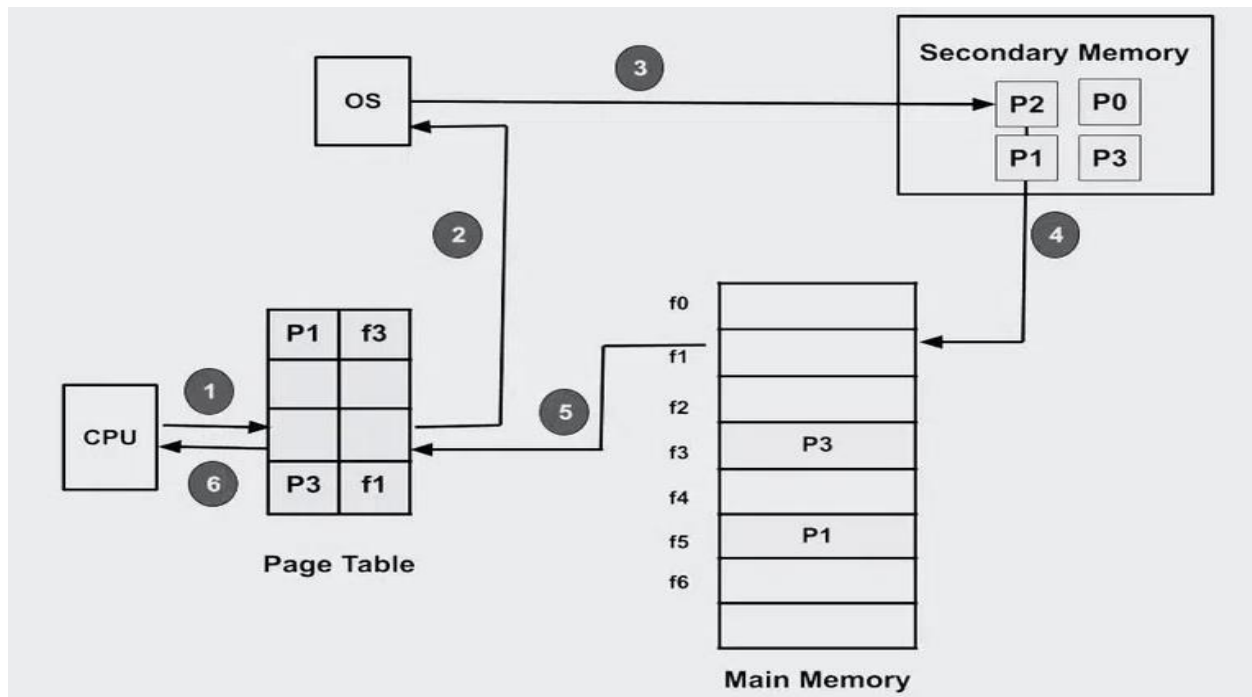 3
Secondary Memory
OS
P2 P0
P1 P3
2
4
f0
P1 f3
f1
1
5
f2
CPU
P3
f3
6
P3 f1
f4
P1
f5
Page Table
f6
Main Memory